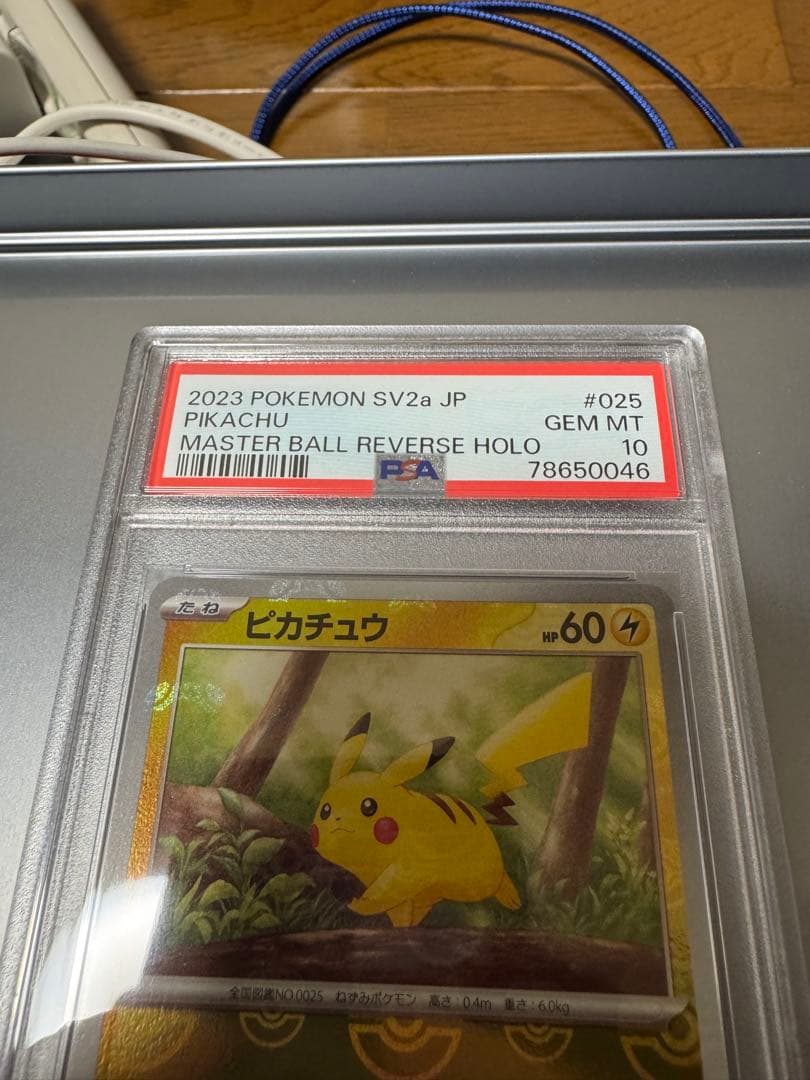 2023 POKEMON SV2a JP #025
PIKACHU GEM MT
MASTER BALL REVERSE HOLO 10
PSA 78650046
たね ピカチュウ HP60
全国図鑑NO.0025 ねずみポケモン 高さ:0.4m 重さ:6.0kg